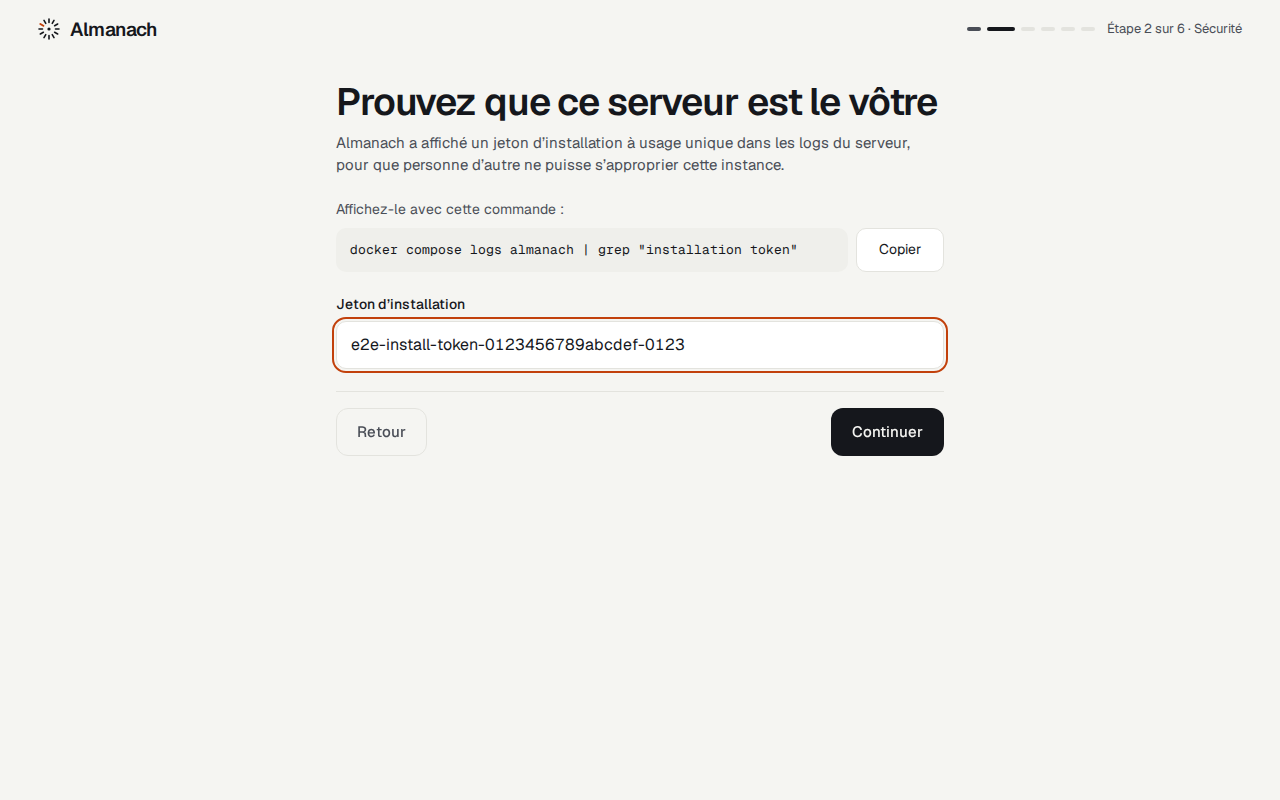 Almanach
Étape 2 sur 6 · Sécurité
Prouvez que ce serveur est le vôtre
Almanach a affiché un jeton d’installation à usage unique dans les logs du serveur,
pour que personne d’autre ne puisse s’approprier cette instance.
Affichez-le avec cette commande :
docker compose logs almanach | grep "installation token"
Copier
Jeton d’installation
e2e-install-token-0123456789abcdef-0123
Retour
Continuer